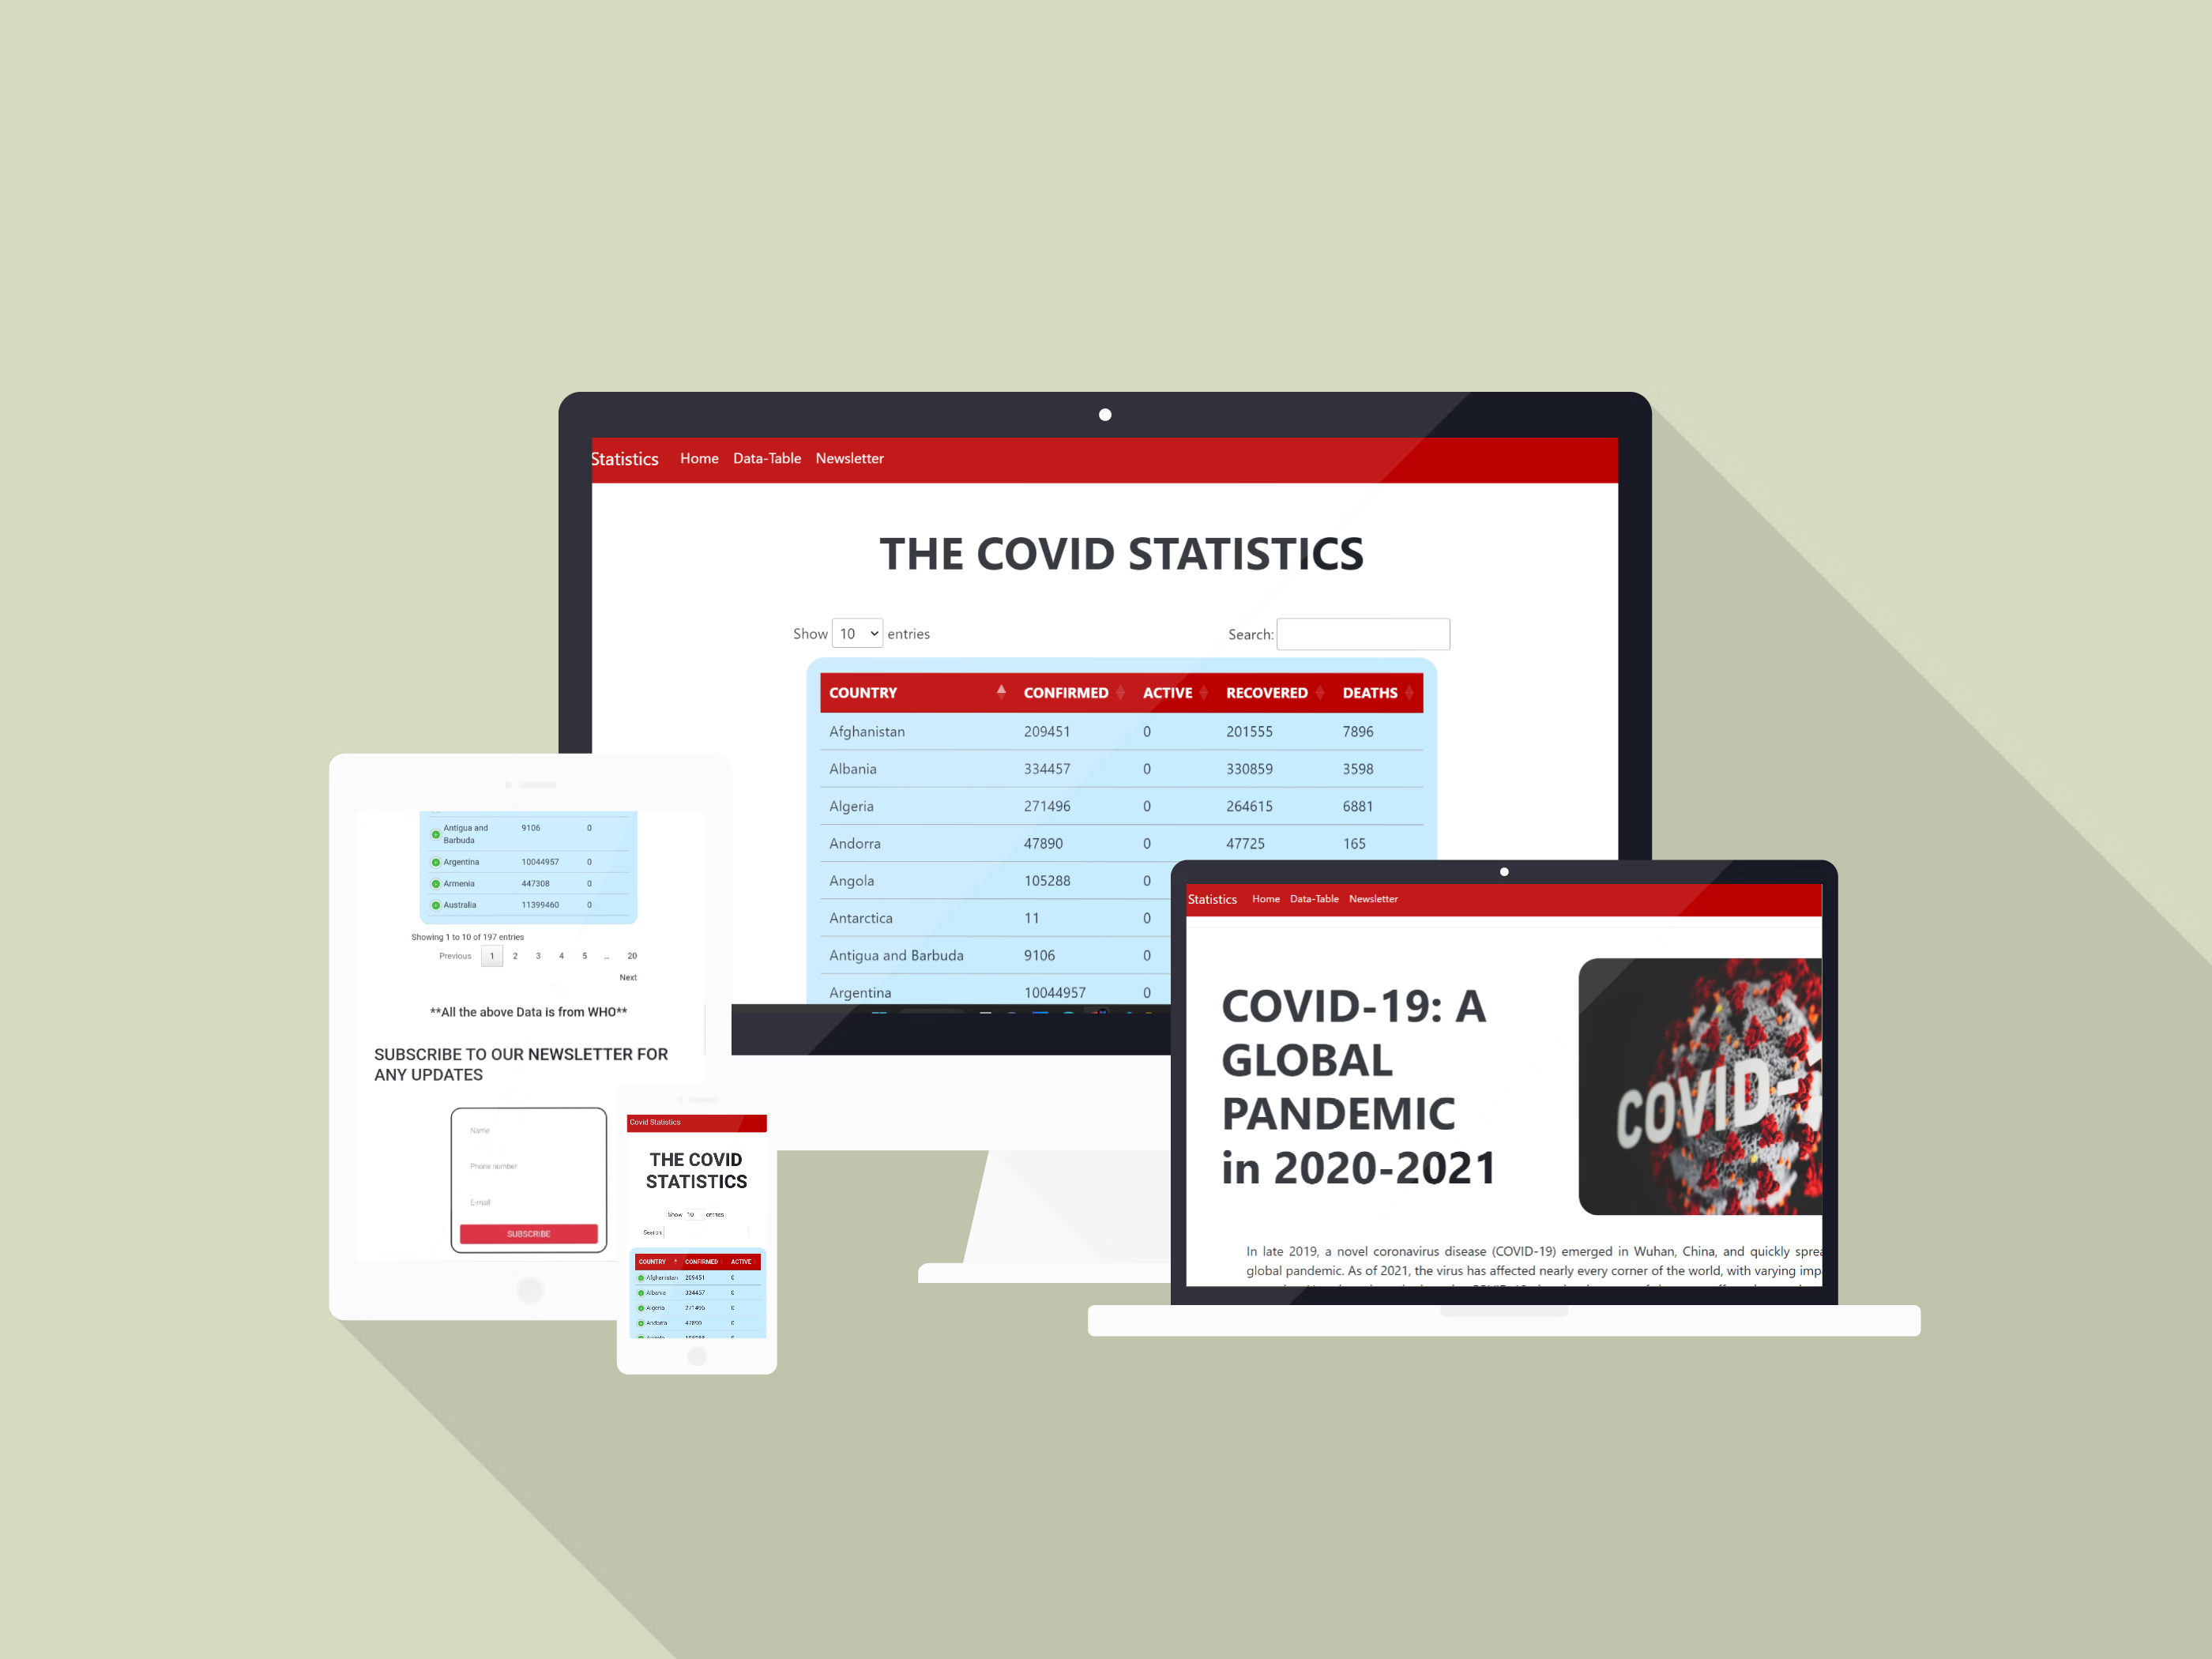 Statistics Home Data-Table Newsletter
THE COVID STATISTICS
Show 10 entries Search:
COUNTRY CONFIRMED ACTIVE RECOVERED DEATHS
Afghanistan 209451 0 201555 7896
Albania 334457 0 330859 3598
Algeria 271496 0 264615 6881
Andorra 47890 0 47725 165
Angola 105288 0
Antarctica 11 0
Antigua and Barbuda 9106 0
Argentina 10044957 0
Antigua and Barbuda 9106 0
Argentina 10044957 0
Armenia 447308 0
Australia 11399460 0
Showing 1 to 10 of 197 entries
Previous 1 2 3 4 5 ... 20
Next
**All the above Data is from WHO**
SUBSCRIBE TO OUR NEWSLETTER FOR
ANY UPDATES
Name
Phone number
E-mail
SUBSCRIBE
Covid Statistics
THE COVID
STATISTICS
Show 10 entries
Search:
COUNTRY CONFIRMED ACTIVE
Afghanistan 209451 0
Albania 334457 0
Algeria 271496 0
Andorra 47890 0
Statistics Home Data-Table Newsletter
COVID-19: A
GLOBAL
PANDEMIC
in 2020-2021
COVID-
In late 2019, a novel coronavirus disease (COVID-19) emerged in Wuhan, China, and quickly
global pandemic. As of 2021, the virus has affected nearly every corner of the world, with varying